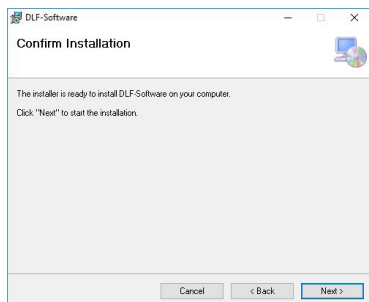 DLF-Software
Confirm Installation
The installer is ready to install DLF-Software on your computer.
Click "Next" to start the installation.
Cancel
< Back
Next >